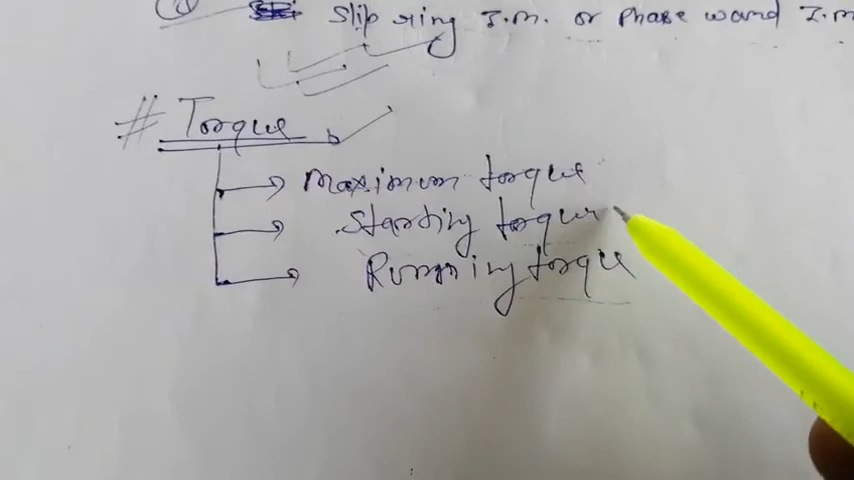 Slip ring I.M. or Phase wound I.M
# Torque
Maximum torque
Starting torque
Running torque